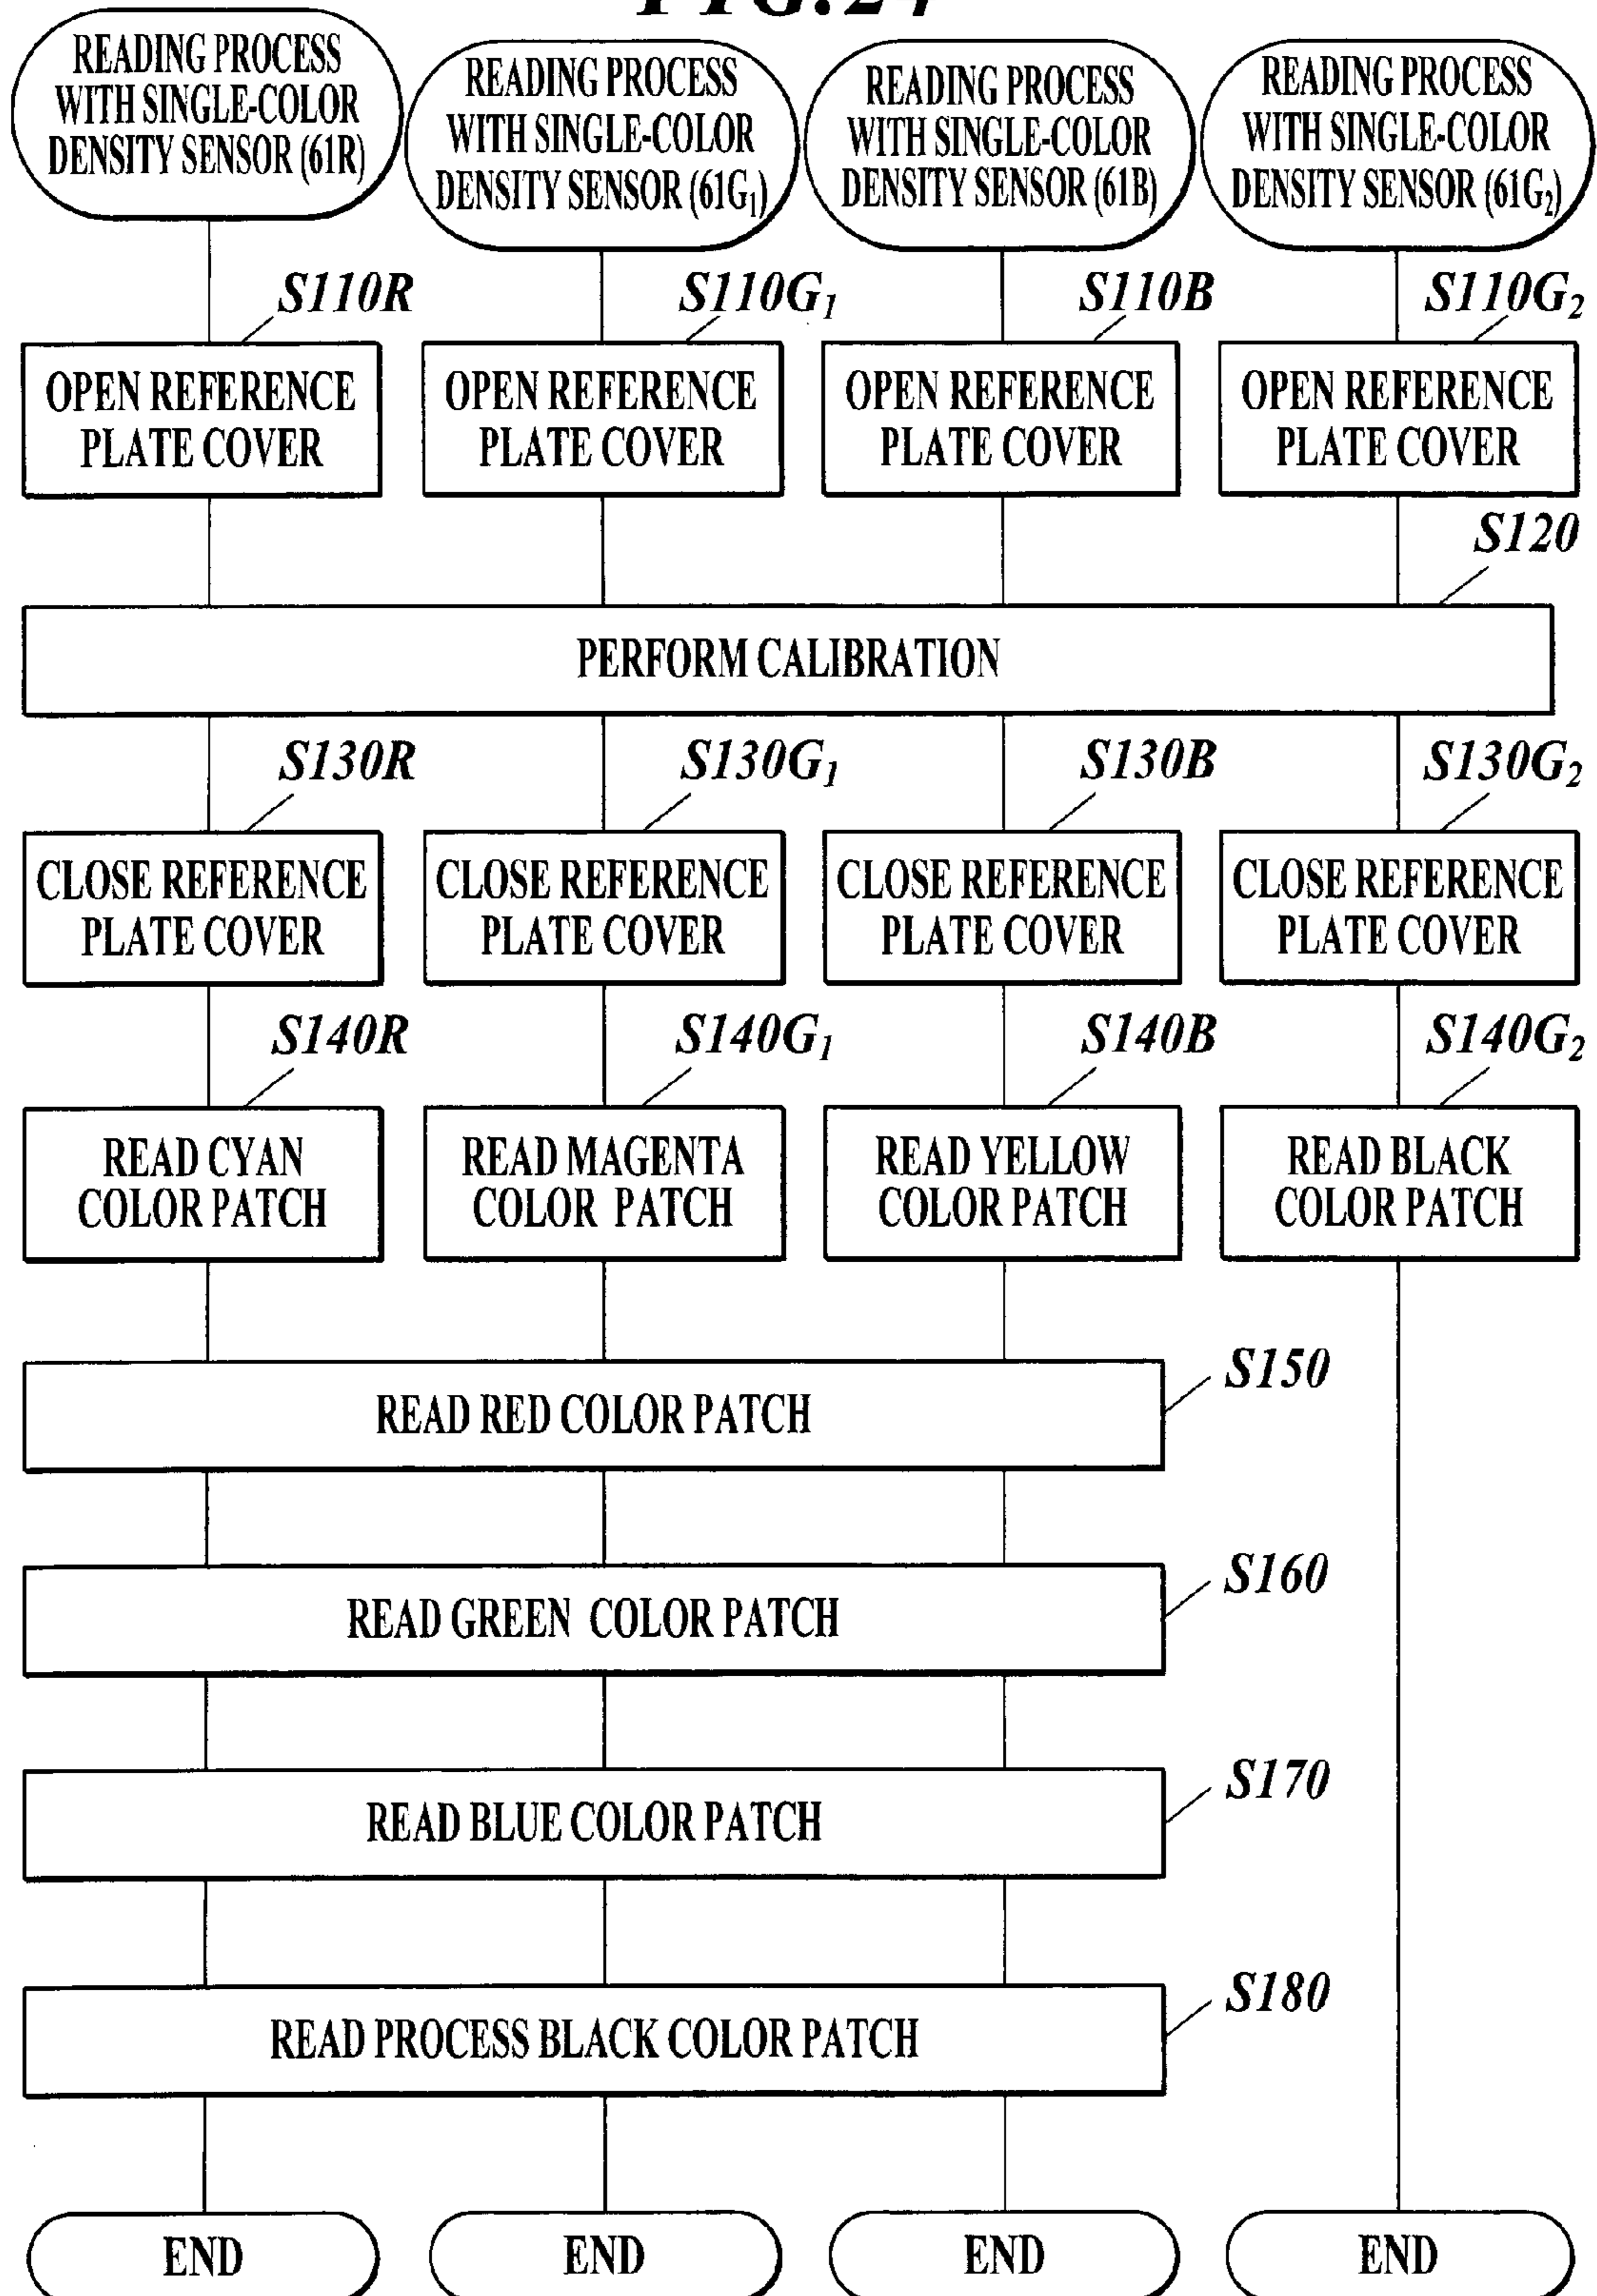 FIG. 24
READING PROCESS
WITH SINGLE-COLOR
DENSITY SENSOR (61R)
READING PROCESS
WITH SINGLE-COLOR
DENSITY SENSOR (61G₁)
READING PROCESS
WITH SINGLE-COLOR
DENSITY SENSOR (61B)
READING PROCESS
WITH SINGLE-COLOR
DENSITY SENSOR (61G₂)
S110R
S110G₁
S110B
S110G₂
OPEN REFERENCE
PLATE COVER
OPEN REFERENCE
PLATE COVER
OPEN REFERENCE
PLATE COVER
OPEN REFERENCE
PLATE COVER
S120
PERFORM CALIBRATION
S130R
S130G₁
S130B
S130G₂
CLOSE REFERENCE
PLATE COVER
CLOSE REFERENCE
PLATE COVER
CLOSE REFERENCE
PLATE COVER
CLOSE REFERENCE
PLATE COVER
S140R
S140G₁
S140B
S140G₂
READ CYAN
COLOR PATCH
READ MAGENTA
COLOR PATCH
READ YELLOW
COLOR PATCH
READ BLACK
COLOR PATCH
S150
READ RED COLOR PATCH
S160
READ GREEN COLOR PATCH
S170
READ BLUE COLOR PATCH
S180
READ PROCESS BLACK COLOR PATCH
END
END
END
END